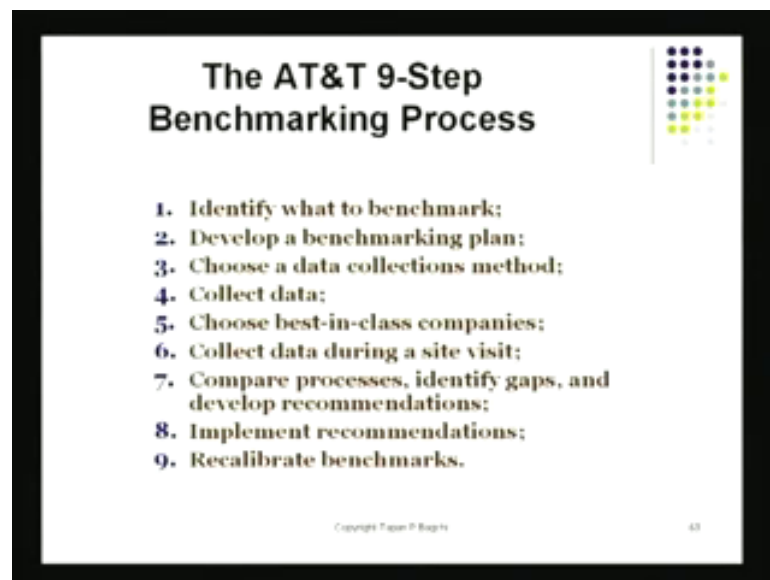 The AT&T 9-Step
Benchmarking Process
1. Identify what to benchmark;
2. Develop a benchmarking plan;
3. Choose a data collections method;
4. Collect data;
5. Choose best-in-class companies;
6. Collect data during a site visit;
7. Compare processes, identify gaps, and
develop recommendations;
8. Implement recommendations;
9. Recalibrate benchmarks.
Copyright Tapan P Bagchi
63